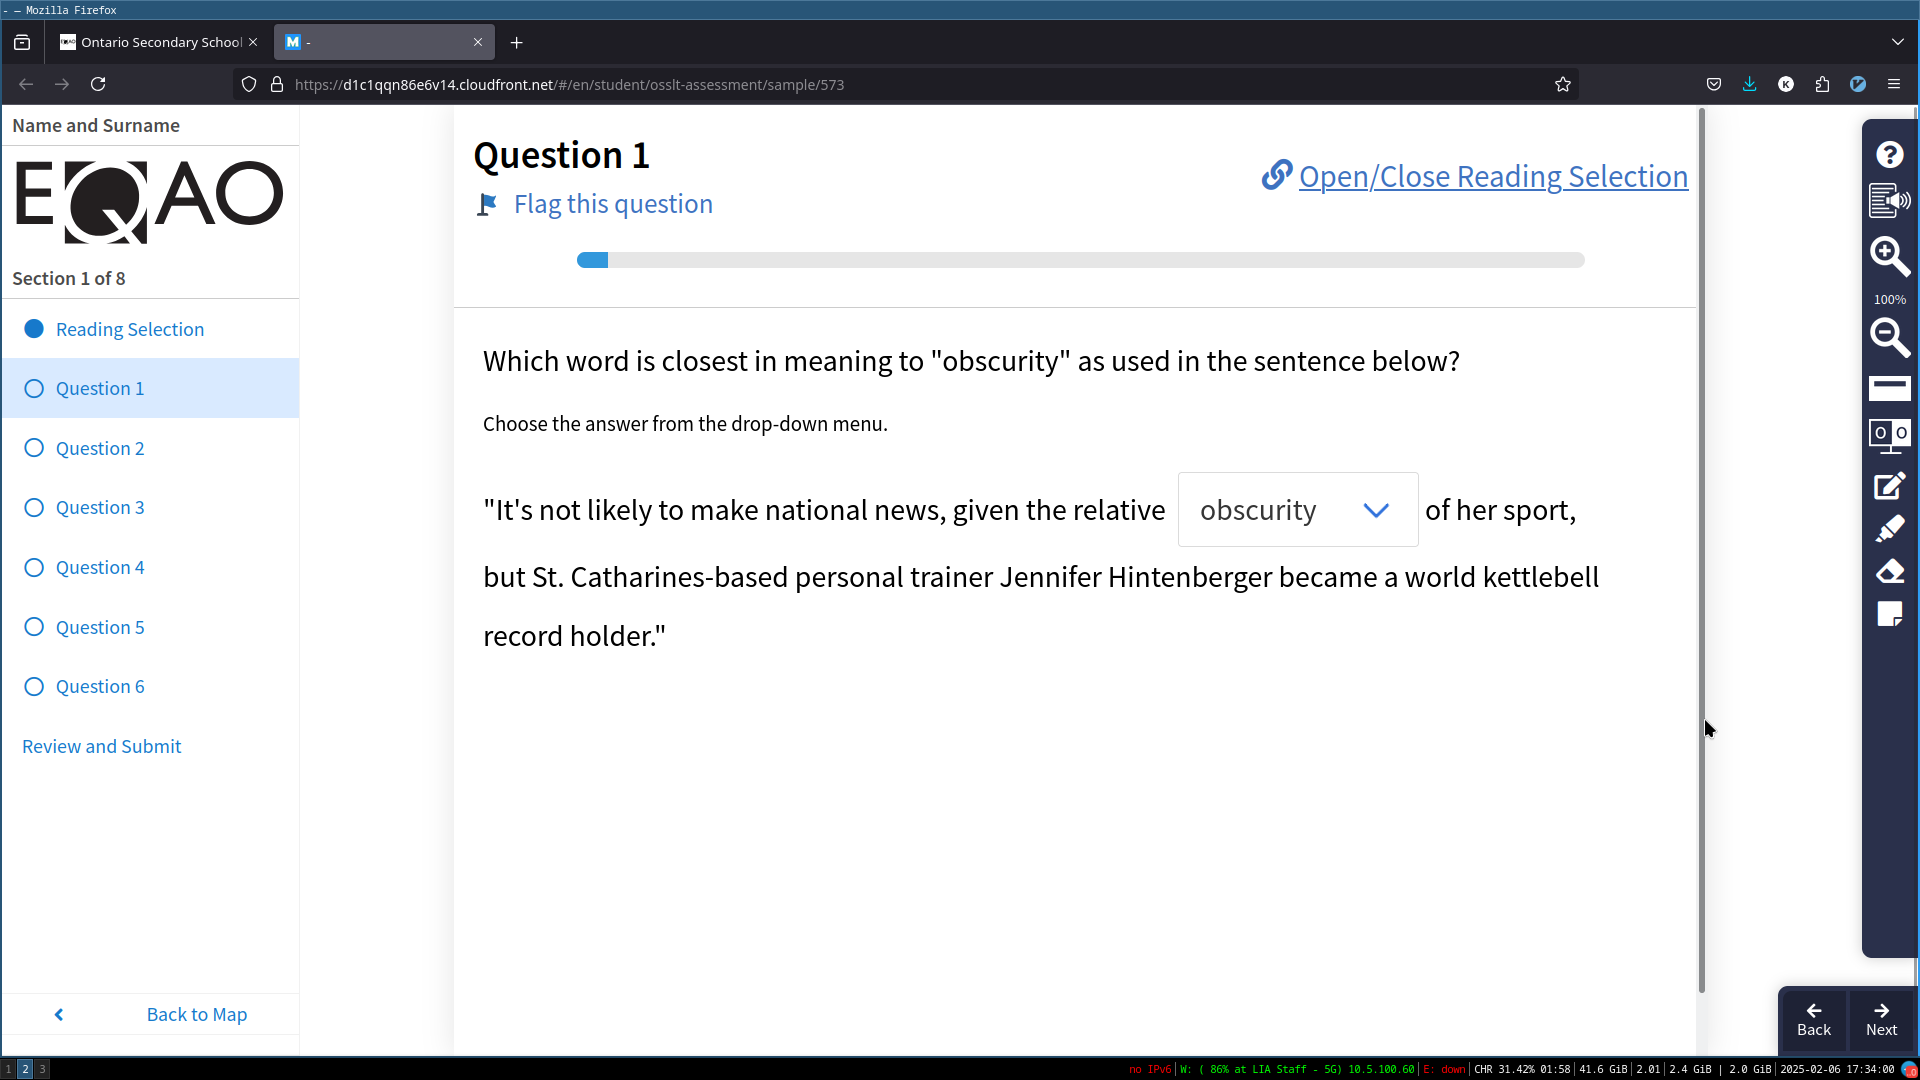 - — Mozilla Firefox
Ontario Secondary School
M -
https://d1c1qqn86e6v14.cloudfront.net/#/en/student/osslt-assessment/sample/573
Name and Surname
EQAO
Section 1 of 8
Reading Selection
Question 1
Question 2
Question 3
Question 4
Question 5
Question 6
Review and Submit
Back to Map
Question 1
Flag this question
Open/Close Reading Selection
Which word is closest in meaning to "obscurity" as used in the sentence below?
Choose the answer from the drop-down menu.
"It's not likely to make national news, given the relative obscurity of her sport,
but St. Catharines-based personal trainer Jennifer Hintenberger became a world kettlebell
record holder."
100%
Back
Next
1 2 3
no IPv6 | W: ( 86% at LIA Staff - 5G) 10.5.100.60 | E: down | CHR 31.42% 01:58 | 41.6 GiB | 2.01 | 2.4 GiB | 2.0 GiB | 2025-02-06 17:34:00